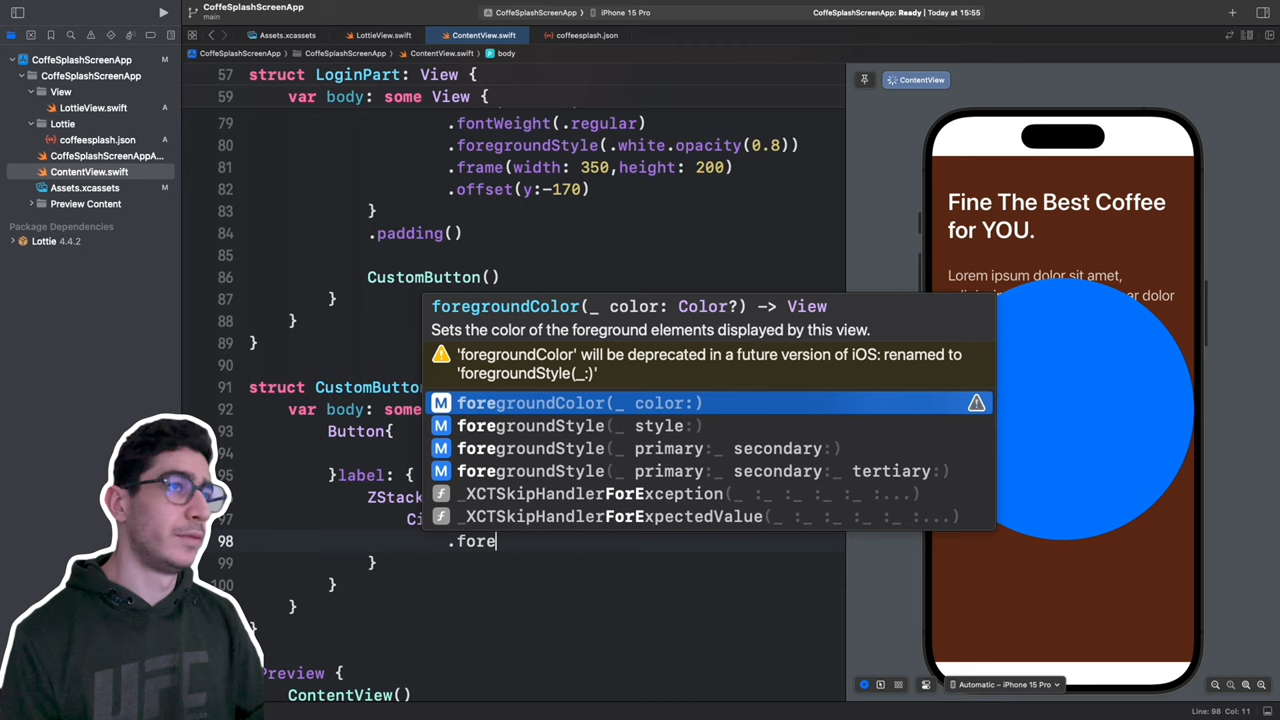 CoffeSplashScreenApp
main
CoffeSplashScreenApp
iPhone 15 Pro
CoffeSplashScreenApp: Ready | Today at 15:55
Assets.xcassets
LottieView.swift
ContentView.swift
coffeesplash.json
CoffeSplashScreenApp
M
CoffeSplashScreenApp
View
LottieView.swift
A
Lottie
coffeesplash.json
A
CoffeSplashScreenAppA...
A
ContentView.swift
Assets.xcassets
M
Preview Content
Package Dependencies
Lottie 4.4.2
CoffeSplashScreenApp
CoffeSplashScreenApp
ContentView.swift
P body
57 struct LoginPart: View {
59 var body: some View {
79 .fontWeight(.regular)
80 .foregroundStyle(.white.opacity(0.8))
81 .frame(width: 350,height: 200)
82 .offset(y:-170)
83 }
84 .padding()
85
86 CustomButton()
87 }
88 }
89 }
90
91 struct CustomButto
92 var body: some
93 Button{
94
95 }label: {
ZStack
97 Ci
98 .fore
}
100 }
}
}
Preview {
ContentView()
foregroundColor(_ color: Color?) -> View
Sets the color of the foreground elements displayed by this view.
'foregroundColor' will be deprecated in a future version of iOS: renamed to
'foregroundStyle(_:)'
M foregroundColor(_ color:)
M foregroundStyle(_ style:)
M foregroundStyle(_ primary:_ secondary:)
M foregroundStyle(_ primary:_ secondary:_ tertiary:)
f _XCTSkipHandlerForException(_ :_ :_ :_ :_ :...)
f _XCTSkipHandlerForExpectedValue(_ :_ :_ :_ :_ :...)
ContentView
Fine The Best Coffee
for YOU.
Lorem ipsum dolor sit amet,
dolor
Automatic – iPhone 15 Pro
Line: 98 Col: 11
UFC